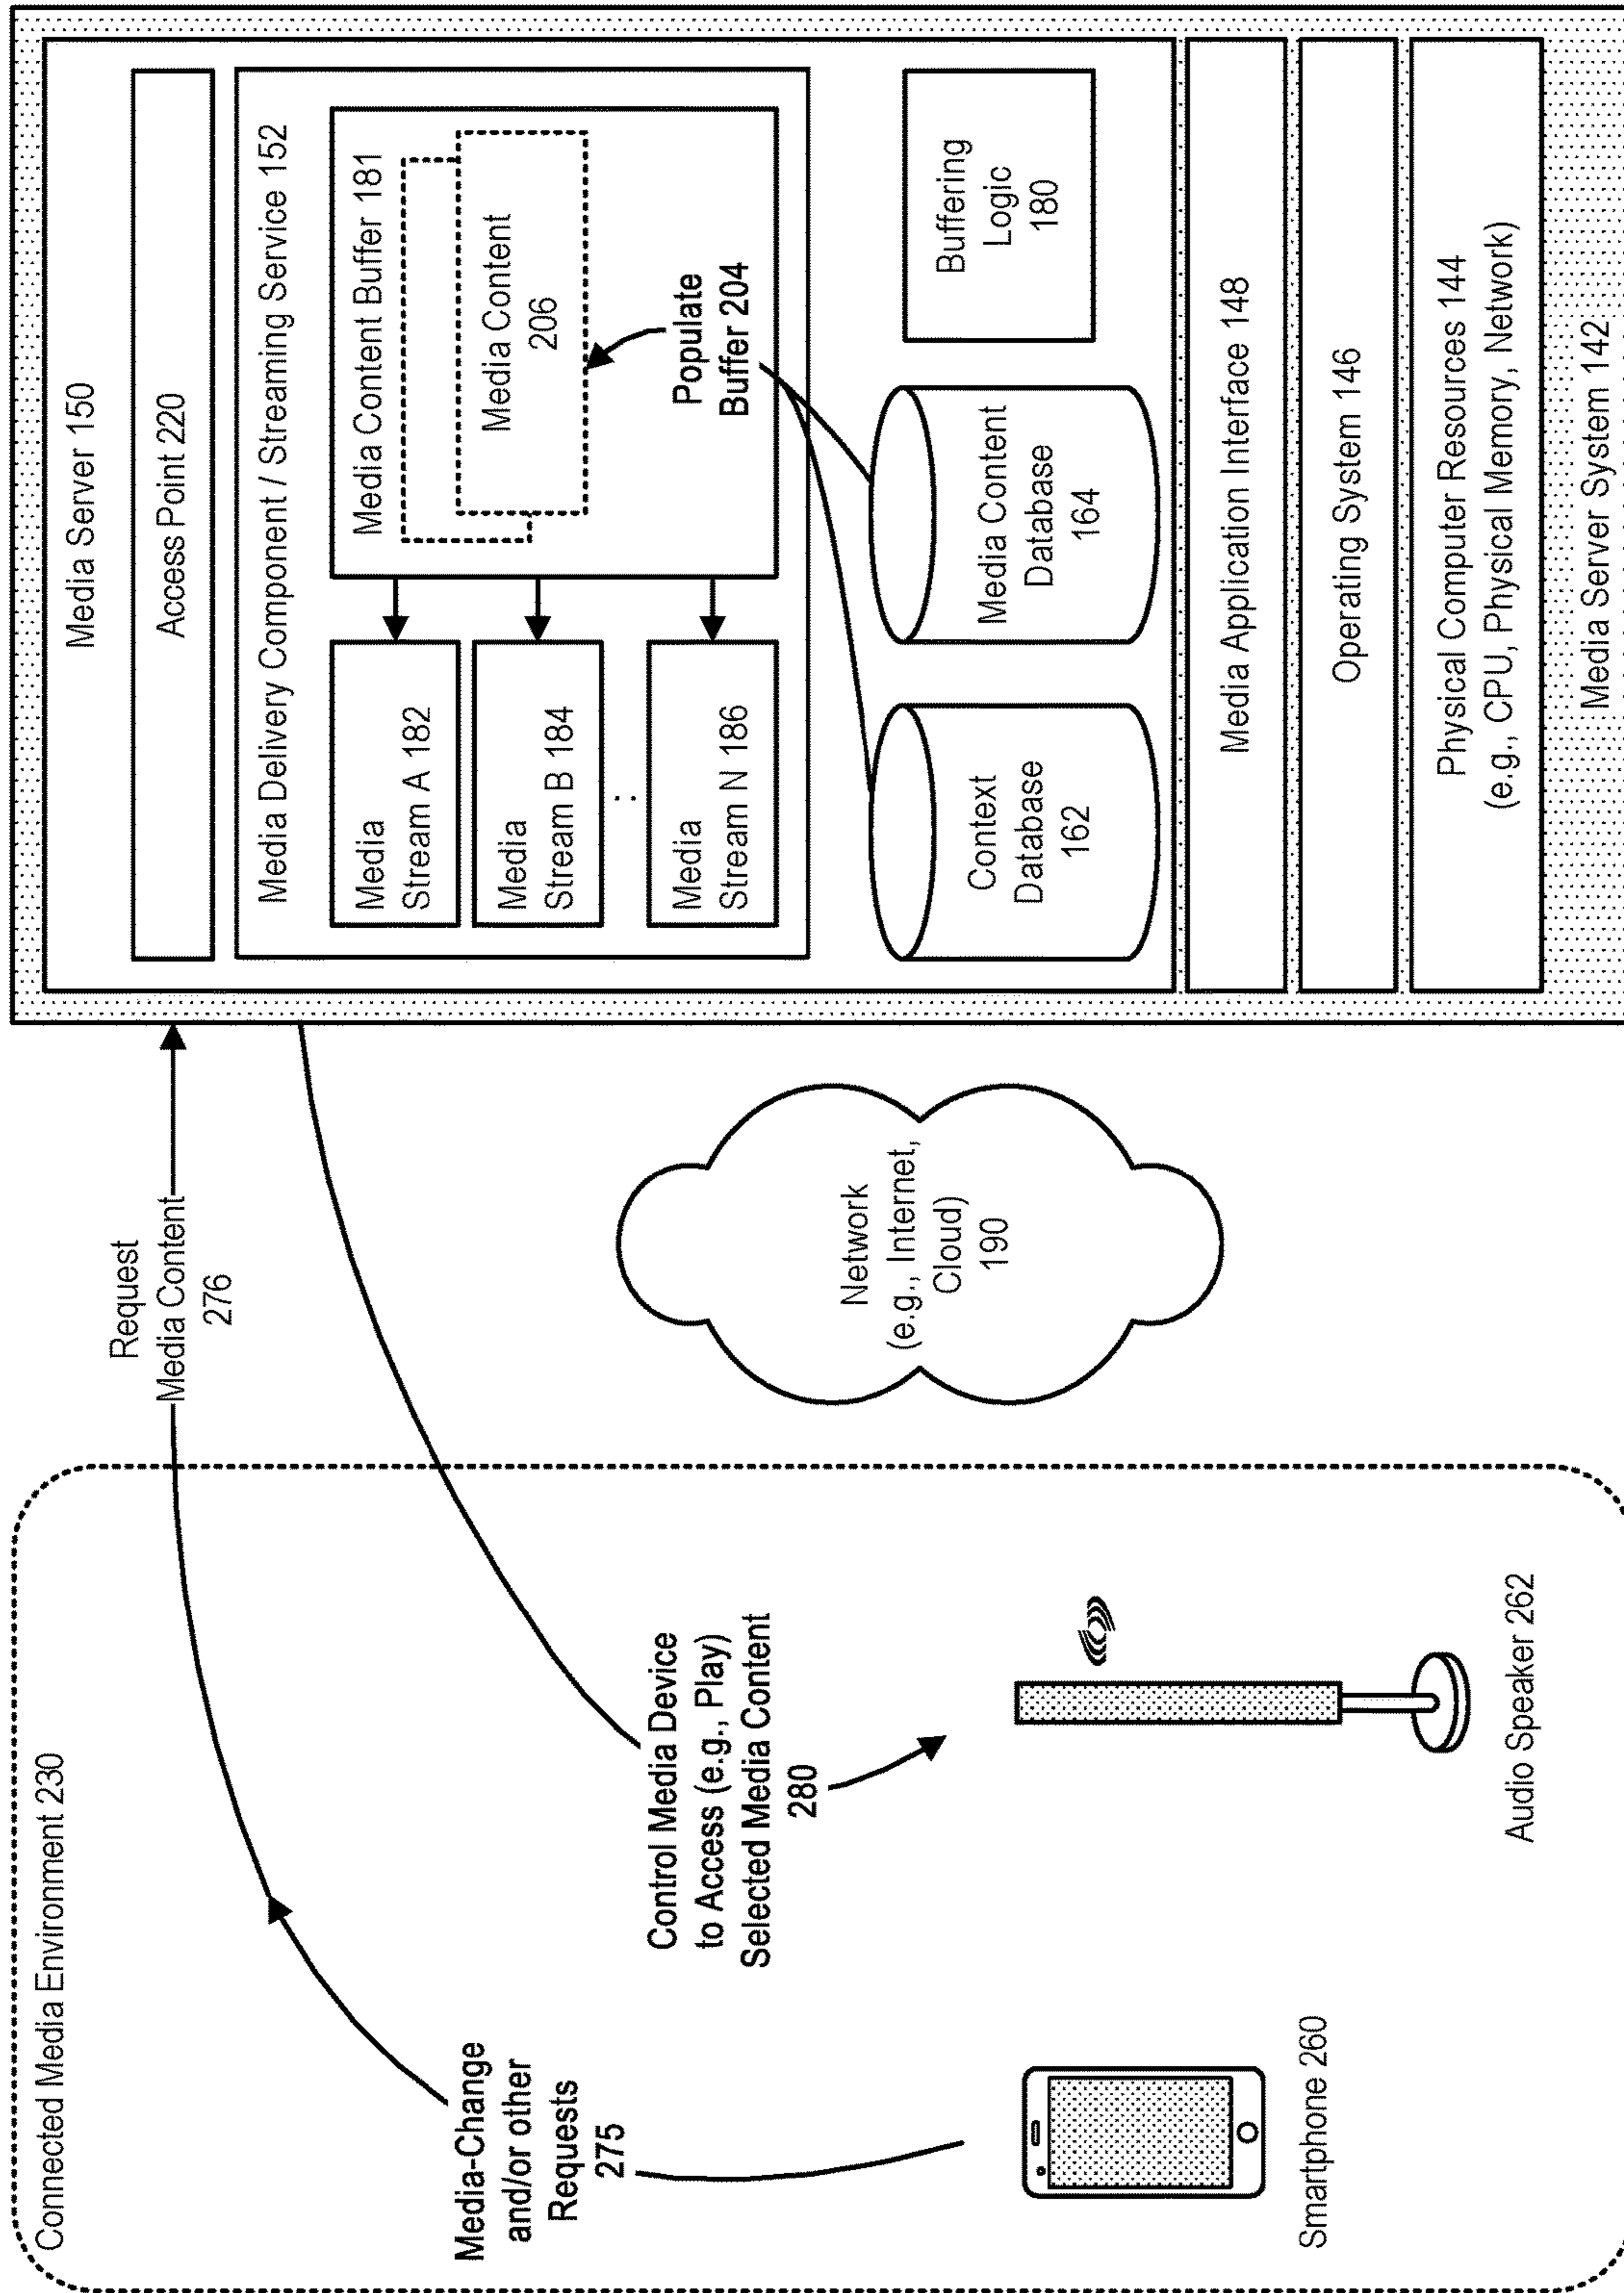 Connected Media Environment 230
Media-Change
and/or other
Requests
275
Smartphone 260
Control Media Device
to Access (e.g., Play)
Selected Media Content
280
Audio Speaker 262
Request
Media Content
276
Network
(e.g., Internet,
Cloud)
190
Media Server 150
Access Point 220
Media Delivery Component / Streaming Service 152
Media
Stream A 182
Media
Stream B 184
..
Media
Stream N 186
Media Content Buffer 181
Media Content
206
Populate
Buffer 204
Context
Database
162
Media Content
Database
164
Buffering
Logic
180
Media Application Interface 148
Operating System 146
Physical Computer Resources 144
(e.g., CPU, Physical Memory, Network)
Media Server System 142